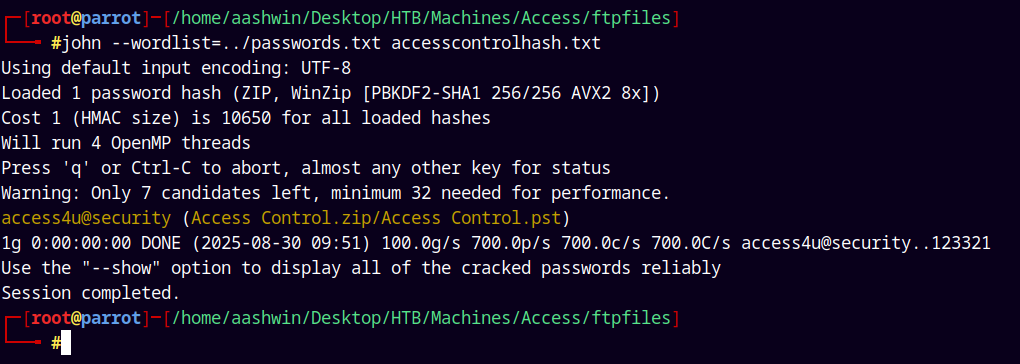 ┌─[root@parrot]─[/home/aashwin/Desktop/HTB/Machines/Access/ftpfiles]
└──╼ #john --wordlist=../passwords.txt accesscontrolhash.txt
Using default input encoding: UTF-8
Loaded 1 password hash (ZIP, WinZip [PBKDF2-SHA1 256/256 AVX2 8x])
Cost 1 (HMAC size) is 10650 for all loaded hashes
Will run 4 OpenMP threads
Press 'q' or Ctrl-C to abort, almost any other key for status
Warning: Only 7 candidates left, minimum 32 needed for performance.
access4u@security (Access Control.zip/Access Control.pst)
1g 0:00:00:00 DONE (2025-08-30 09:51) 100.0g/s 700.0p/s 700.0c/s 700.0C/s access4u@security..123321
Use the "--show" option to display all of the cracked passwords reliably
Session completed.
┌─[root@parrot]─[/home/aashwin/Desktop/HTB/Machines/Access/ftpfiles]
└──╼ #